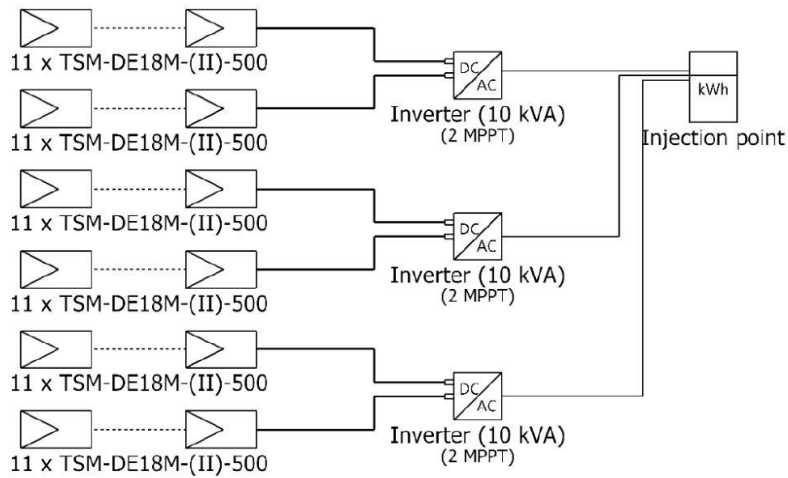 11 x TSM-DE18M-(II)-500
DC
AC
Inverter (10 kVA)
(2 MPPT)
kWh
Injection point
11 x TSM-DE18M-(II)-500
11 x TSM-DE18M-(II)-500
DC
AC
Inverter (10 kVA)
(2 MPPT)
11 x TSM-DE18M-(II)-500
11 x TSM-DE18M-(II)-500
DC
AC
Inverter (10 kVA)
(2 MPPT)
11 x TSM-DE18M-(II)-500